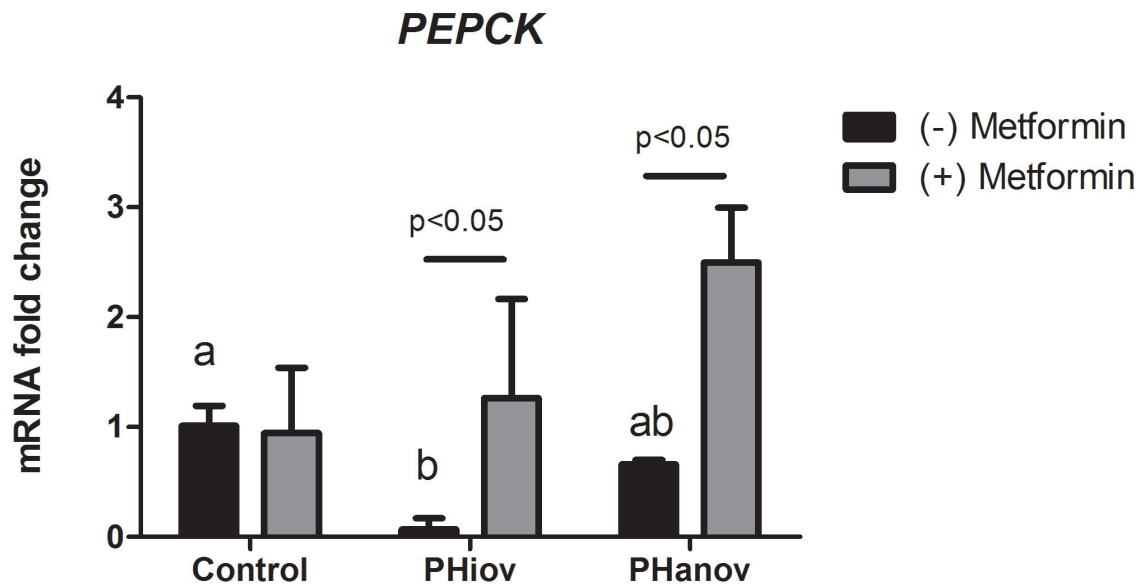 PEPCK
mRNA fold change
4
3
2
1
0
a
b
ab
p<0.05
p<0.05
Control
PHiov
PHanov
(-) Metformin
(+) Metformin